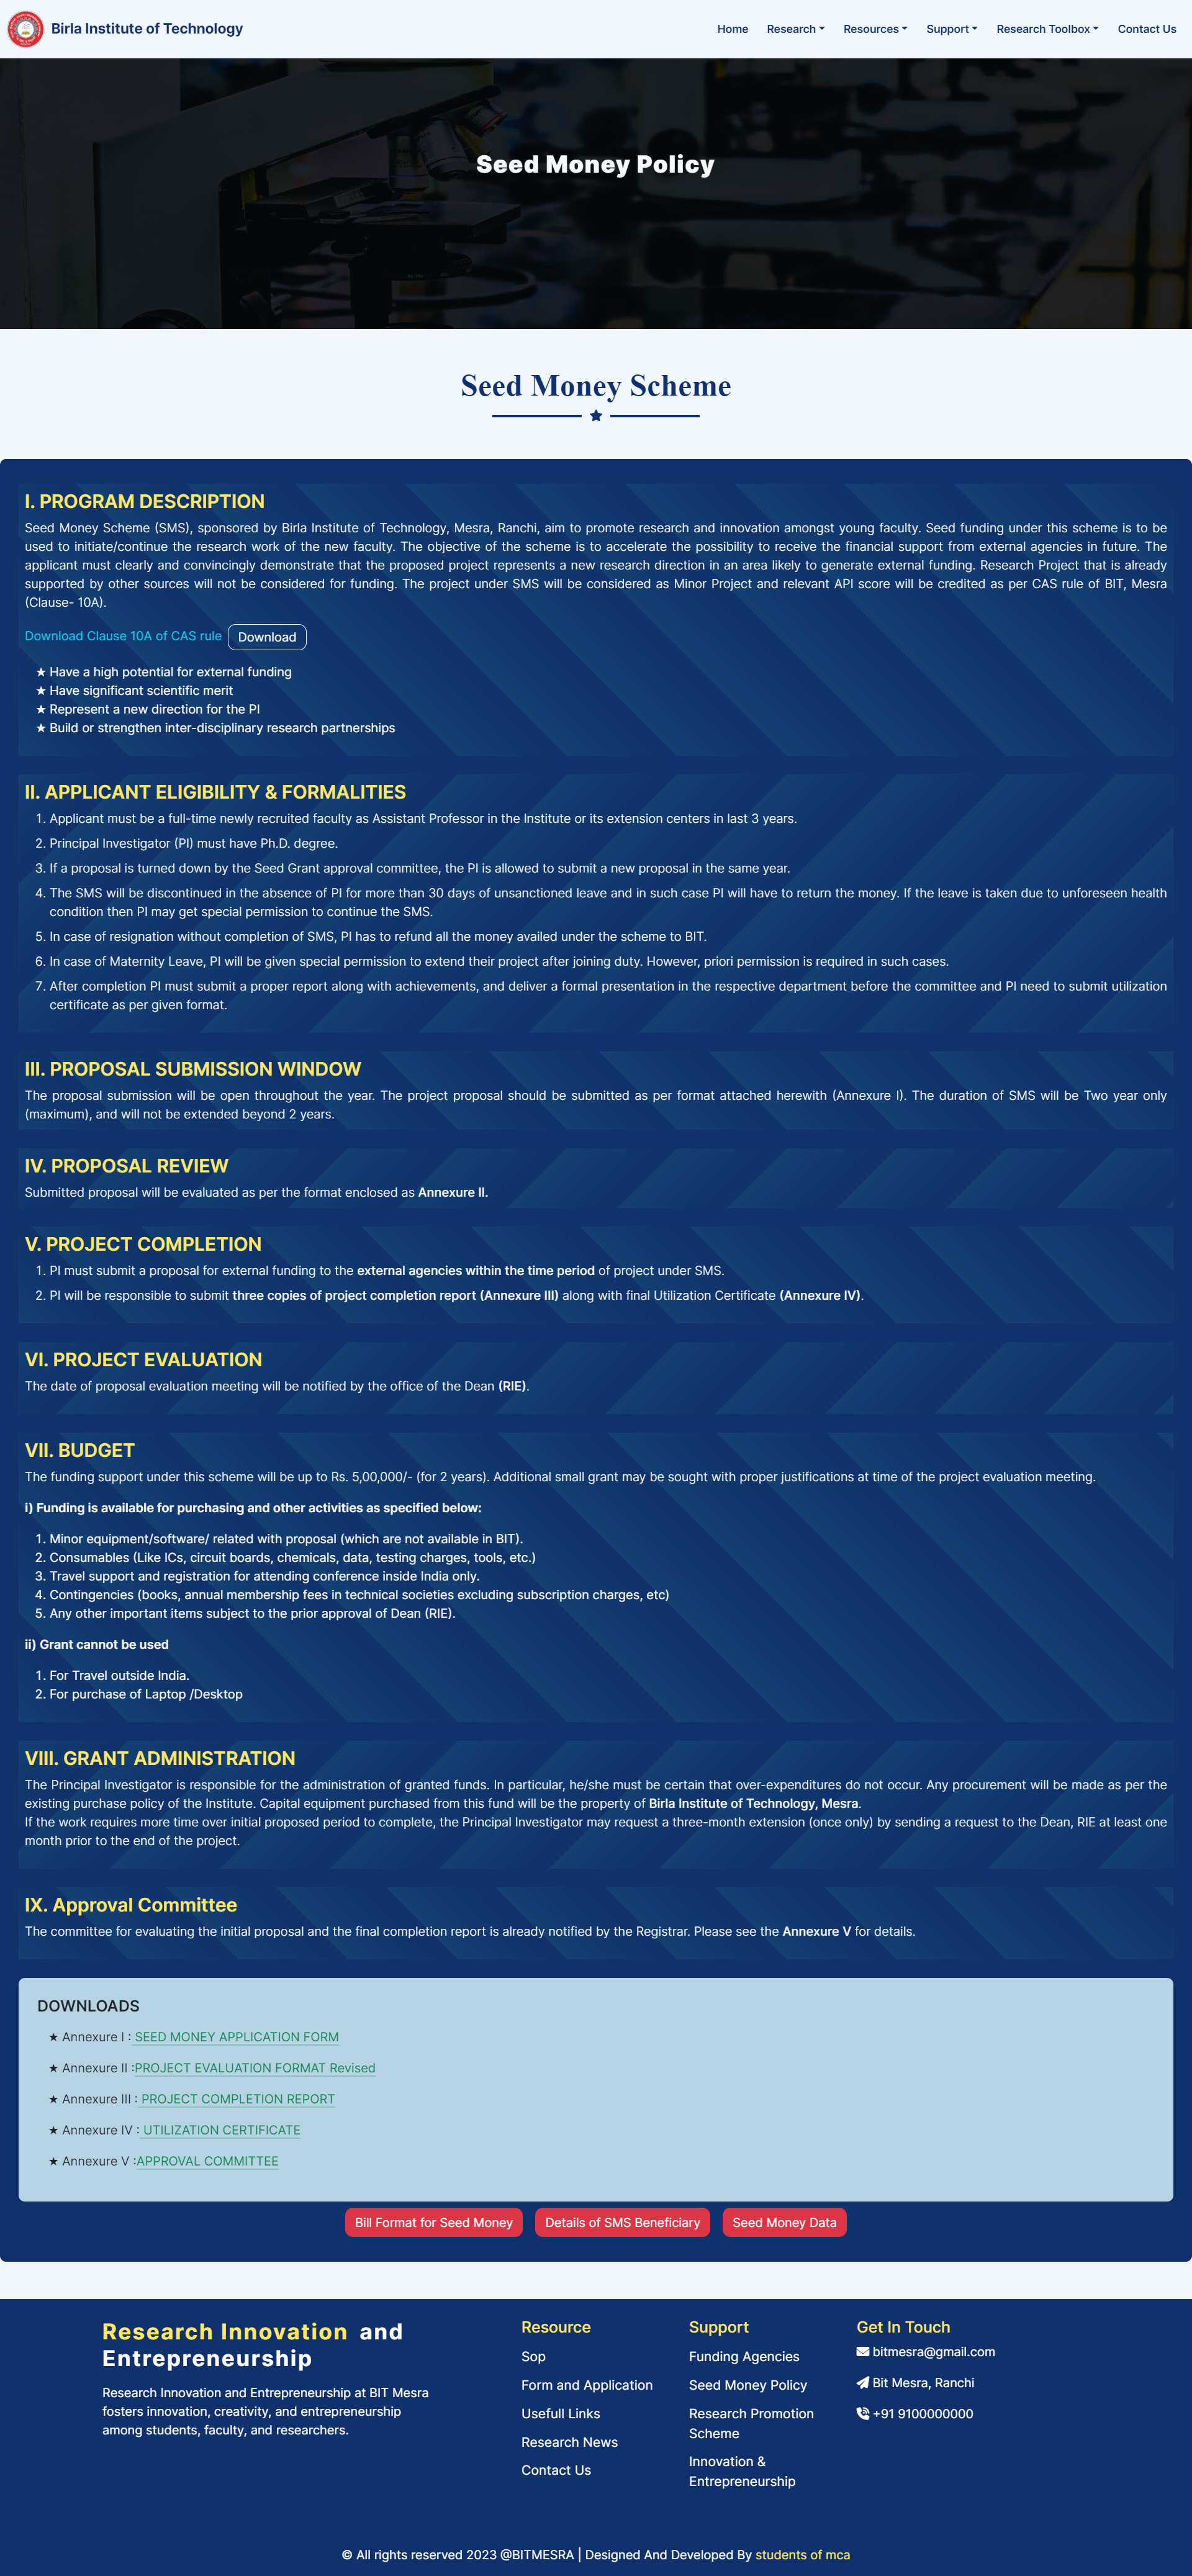 Birla Institute of Technology
Home Research Resources Support Research Toolbox Contact Us
Seed Money Policy
Seed Money Scheme
I. PROGRAM DESCRIPTION
Seed Money Scheme (SMS), sponsored by Birla Institute of Technology, Mesra, Ranchi, aim to promote research and innovation amongst young faculty. Seed funding under this scheme is to be
used to initiate/continue the research work of the new faculty. The objective of the scheme is to accelerate the possibility to receive the financial support from external agencies in future. The
applicant must clearly and convincingly demonstrate that the proposed project represents a new research direction in an area likely to generate external funding. Research Project that is already
supported by other sources will not be considered for funding. The project under SMS will be considered as Minor Project and relevant API score will be credited as per CAS rule of BIT, Mesra
(Clause- 10A).
Download Clause 10A of CAS rule Download
★ Have a high potential for external funding
★ Have significant scientific merit
★ Represent a new direction for the PI
★ Build or strengthen inter-disciplinary research partnerships
II. APPLICANT ELIGIBILITY & FORMALITIES
1. Applicant must be a full-time newly recruited faculty as Assistant Professor in the Institute or its extension centers in last 3 years.
2. Principal Investigator (PI) must have Ph.D. degree.
3. If a proposal is turned down by the Seed Grant approval committee, the PI is allowed to submit a new proposal in the same year.
4. The SMS will be discontinued in the absence of PI for more than 30 days of unsanctioned leave and in such case PI will have to return the money. If the leave is taken due to unforeseen health
condition then PI may get special permission to continue the SMS.
5. In case of resignation without completion of SMS, PI has to refund all the money availed under the scheme to BIT.
6. In case of Maternity Leave, PI will be given special permission to extend their project after joining duty. However, priori permission is required in such cases.
7. After completion PI must submit a proper report along with achievements, and deliver a formal presentation in the respective department before the committee and PI need to submit utilization
certificate as per given format.
III. PROPOSAL SUBMISSION WINDOW
The proposal submission will be open throughout the year. The project proposal should be submitted as per format attached herewith (Annexure I). The duration of SMS will be Two year only
(maximum), and will not be extended beyond 2 years.
IV. PROPOSAL REVIEW
Submitted proposal will be evaluated as per the format enclosed as Annexure II.
V. PROJECT COMPLETION
1. PI must submit a proposal for external funding to the external agencies within the time period of project under SMS.
2. PI will be responsible to submit three copies of project completion report (Annexure III) along with final Utilization Certificate (Annexure IV).
VI. PROJECT EVALUATION
The date of proposal evaluation meeting will be notified by the office of the Dean (RIE).
VII. BUDGET
The funding support under this scheme will be up to Rs. 5,00,000/- (for 2 years). Additional small grant may be sought with proper justifications at time of the project evaluation meeting.
i) Funding is available for purchasing and other activities as specified below:
1. Minor equipment/software/ related with proposal (which are not available in BIT).
2. Consumables (Like ICs, circuit boards, chemicals, data, testing charges, tools, etc.)
3. Travel support and registration for attending conference inside India only.
4. Contingencies (books, annual membership fees in technical societies excluding subscription charges, etc)
5. Any other important items subject to the prior approval of Dean (RIE).
ii) Grant cannot be used
1. For Travel outside India.
2. For purchase of Laptop /Desktop
VIII. GRANT ADMINISTRATION
The Principal Investigator is responsible for the administration of granted funds. In particular, he/she must be certain that over-expenditures do not occur. Any procurement will be made as per the
existing purchase policy of the Institute. Capital equipment purchased from this fund will be the property of Birla Institute of Technology, Mesra.
If the work requires more time over initial proposed period to complete, the Principal Investigator may request a three-month extension (once only) by sending a request to the Dean, RIE at least one
month prior to the end of the project.
IX. Approval Committee
The committee for evaluating the initial proposal and the final completion report is already notified by the Registrar. Please see the Annexure V for details.
DOWNLOADS
★ Annexure I : SEED MONEY APPLICATION FORM
★ Annexure II :PROJECT EVALUATION FORMAT Revised
★ Annexure III : PROJECT COMPLETION REPORT
★ Annexure IV : UTILIZATION CERTIFICATE
★ Annexure V :APPROVAL COMMITTEE
Bill Format for Seed Money Details of SMS Beneficiary Seed Money Data
Research Innovation and
Entrepreneurship
Research Innovation and Entrepreneurship at BIT Mesra
fosters innovation, creativity, and entrepreneurship
among students, faculty, and researchers.
Resource
Sop
Form and Application
Usefull Links
Research News
Contact Us
Support
Funding Agencies
Seed Money Policy
Research Promotion
Scheme
Innovation &
Entrepreneurship
Get In Touch
bitmesra@gmail.com
Bit Mesra, Ranchi
+91 9100000000
© All rights reserved 2023 @BITMESRA | Designed And Developed By students of mca